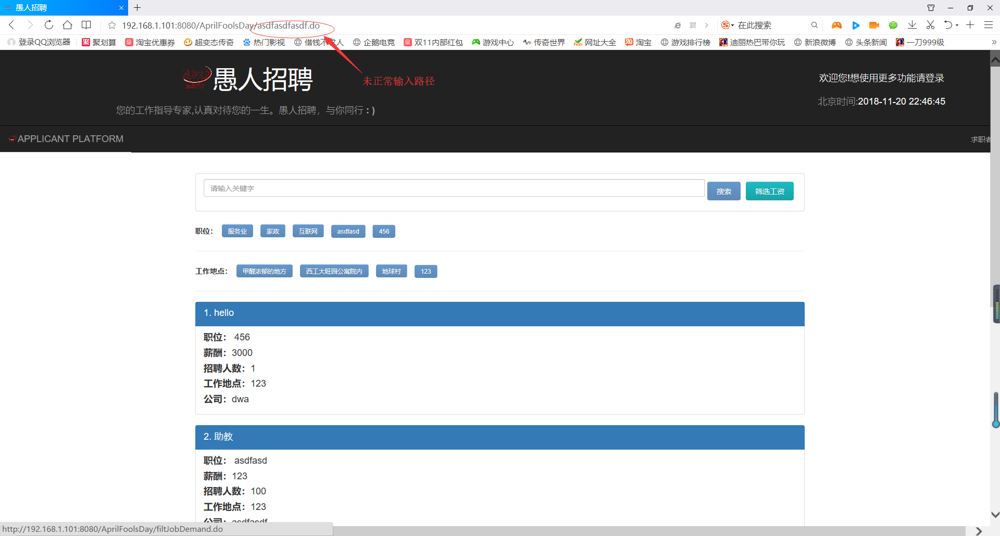 愚人招聘
192.168.1.101:8080/AprilFoolsDay/asdfasdfasdf.do
在此搜索
登录QQ浏览器 聚划算 淘宝优惠券 超变态传奇 热门影视 借钱不求人 企鹅电竞 双11内部红包 游戏中心 传奇世界 网址大全 淘宝 游戏排行榜 迪丽热巴带你玩 新浪微博 头条新闻 一刀999级
愚人招聘
未正常输入路径
欢迎您!想使用更多功能请登录
北京时间:2018-11-20 22:46:45
您的工作指导专家,认真对待您的一生。愚人招聘，与你同行 : )
APPLICANT PLATFORM
求职者
请输入关键字
搜索
筛选工资
职位： 服务业 家政 互联网 asdfasd 456
工作地点： 甲醛浓郁的地方 西工大旺园公寓院内 地球村 123
1. hello
职位： 456
薪酬：3000
招聘人数：1
工作地点：123
公司：dwa
2. 助教
职位： asdfasd
薪酬：123
招聘人数：100
工作地点：123
公司：asdfasdf
http://192.168.1.101:8080/AprilFoolsDay/filtJobDemand.do